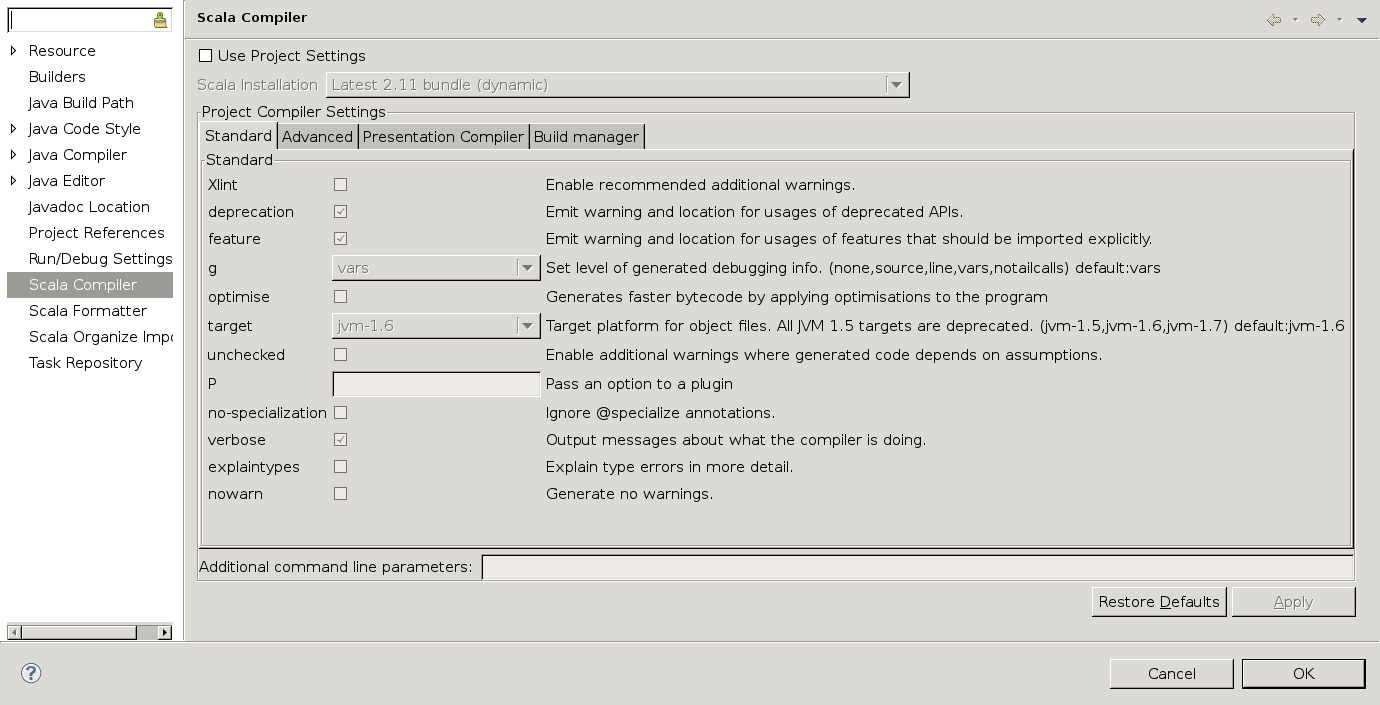 Scala Compiler
Resource
Builders
Java Build Path
Java Code Style
Java Compiler
Java Editor
Javadoc Location
Project References
Run/Debug Settings
Scala Compiler
Scala Formatter
Scala Organize Impo
Task Repository
Use Project Settings
Scala Installation Latest 2.11 bundle (dynamic)
Project Compiler Settings
Standard Advanced Presentation Compiler Build manager
Standard
Xlint Enable recommended additional warnings.
deprecation Emit warning and location for usages of deprecated APIs.
feature Emit warning and location for usages of features that should be imported explicitly.
g vars Set level of generated debugging info. (none,source,line,vars,notailcalls) default:vars
optimise Generates faster bytecode by applying optimisations to the program
target jvm-1.6 Target platform for object files. All JVM 1.5 targets are deprecated. (jvm-1.5,jvm-1.6,jvm-1.7) default:jvm-1.6
unchecked Enable additional warnings where generated code depends on assumptions.
P Pass an option to a plugin
no-specialization Ignore @specialize annotations.
verbose Output messages about what the compiler is doing.
explaintypes Explain type errors in more detail.
nowarn Generate no warnings.
Additional command line parameters:
Restore Defaults Apply
? Cancel OK